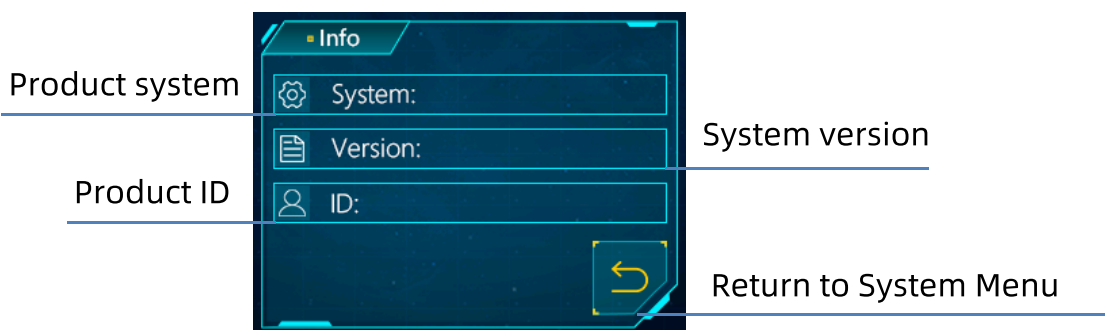 Info
Product system
System:
System version
Version:
Product ID
ID:
Return to System Menu